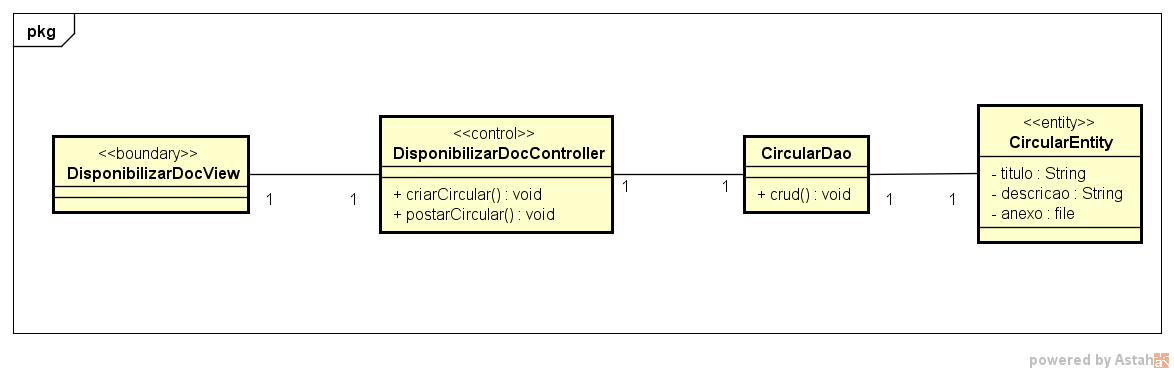 pkg
<<boundary>>
DisponibilizarDocView
1
1
<<control>>
DisponibilizarDocController
+ criarCircular() : void
+ postarCircular() : void
1
1
CircularDao
+ crud() : void
1
1
<<entity>>
CircularEntity
- titulo : String
- descricao : String
- anexo : file
powered by Astah